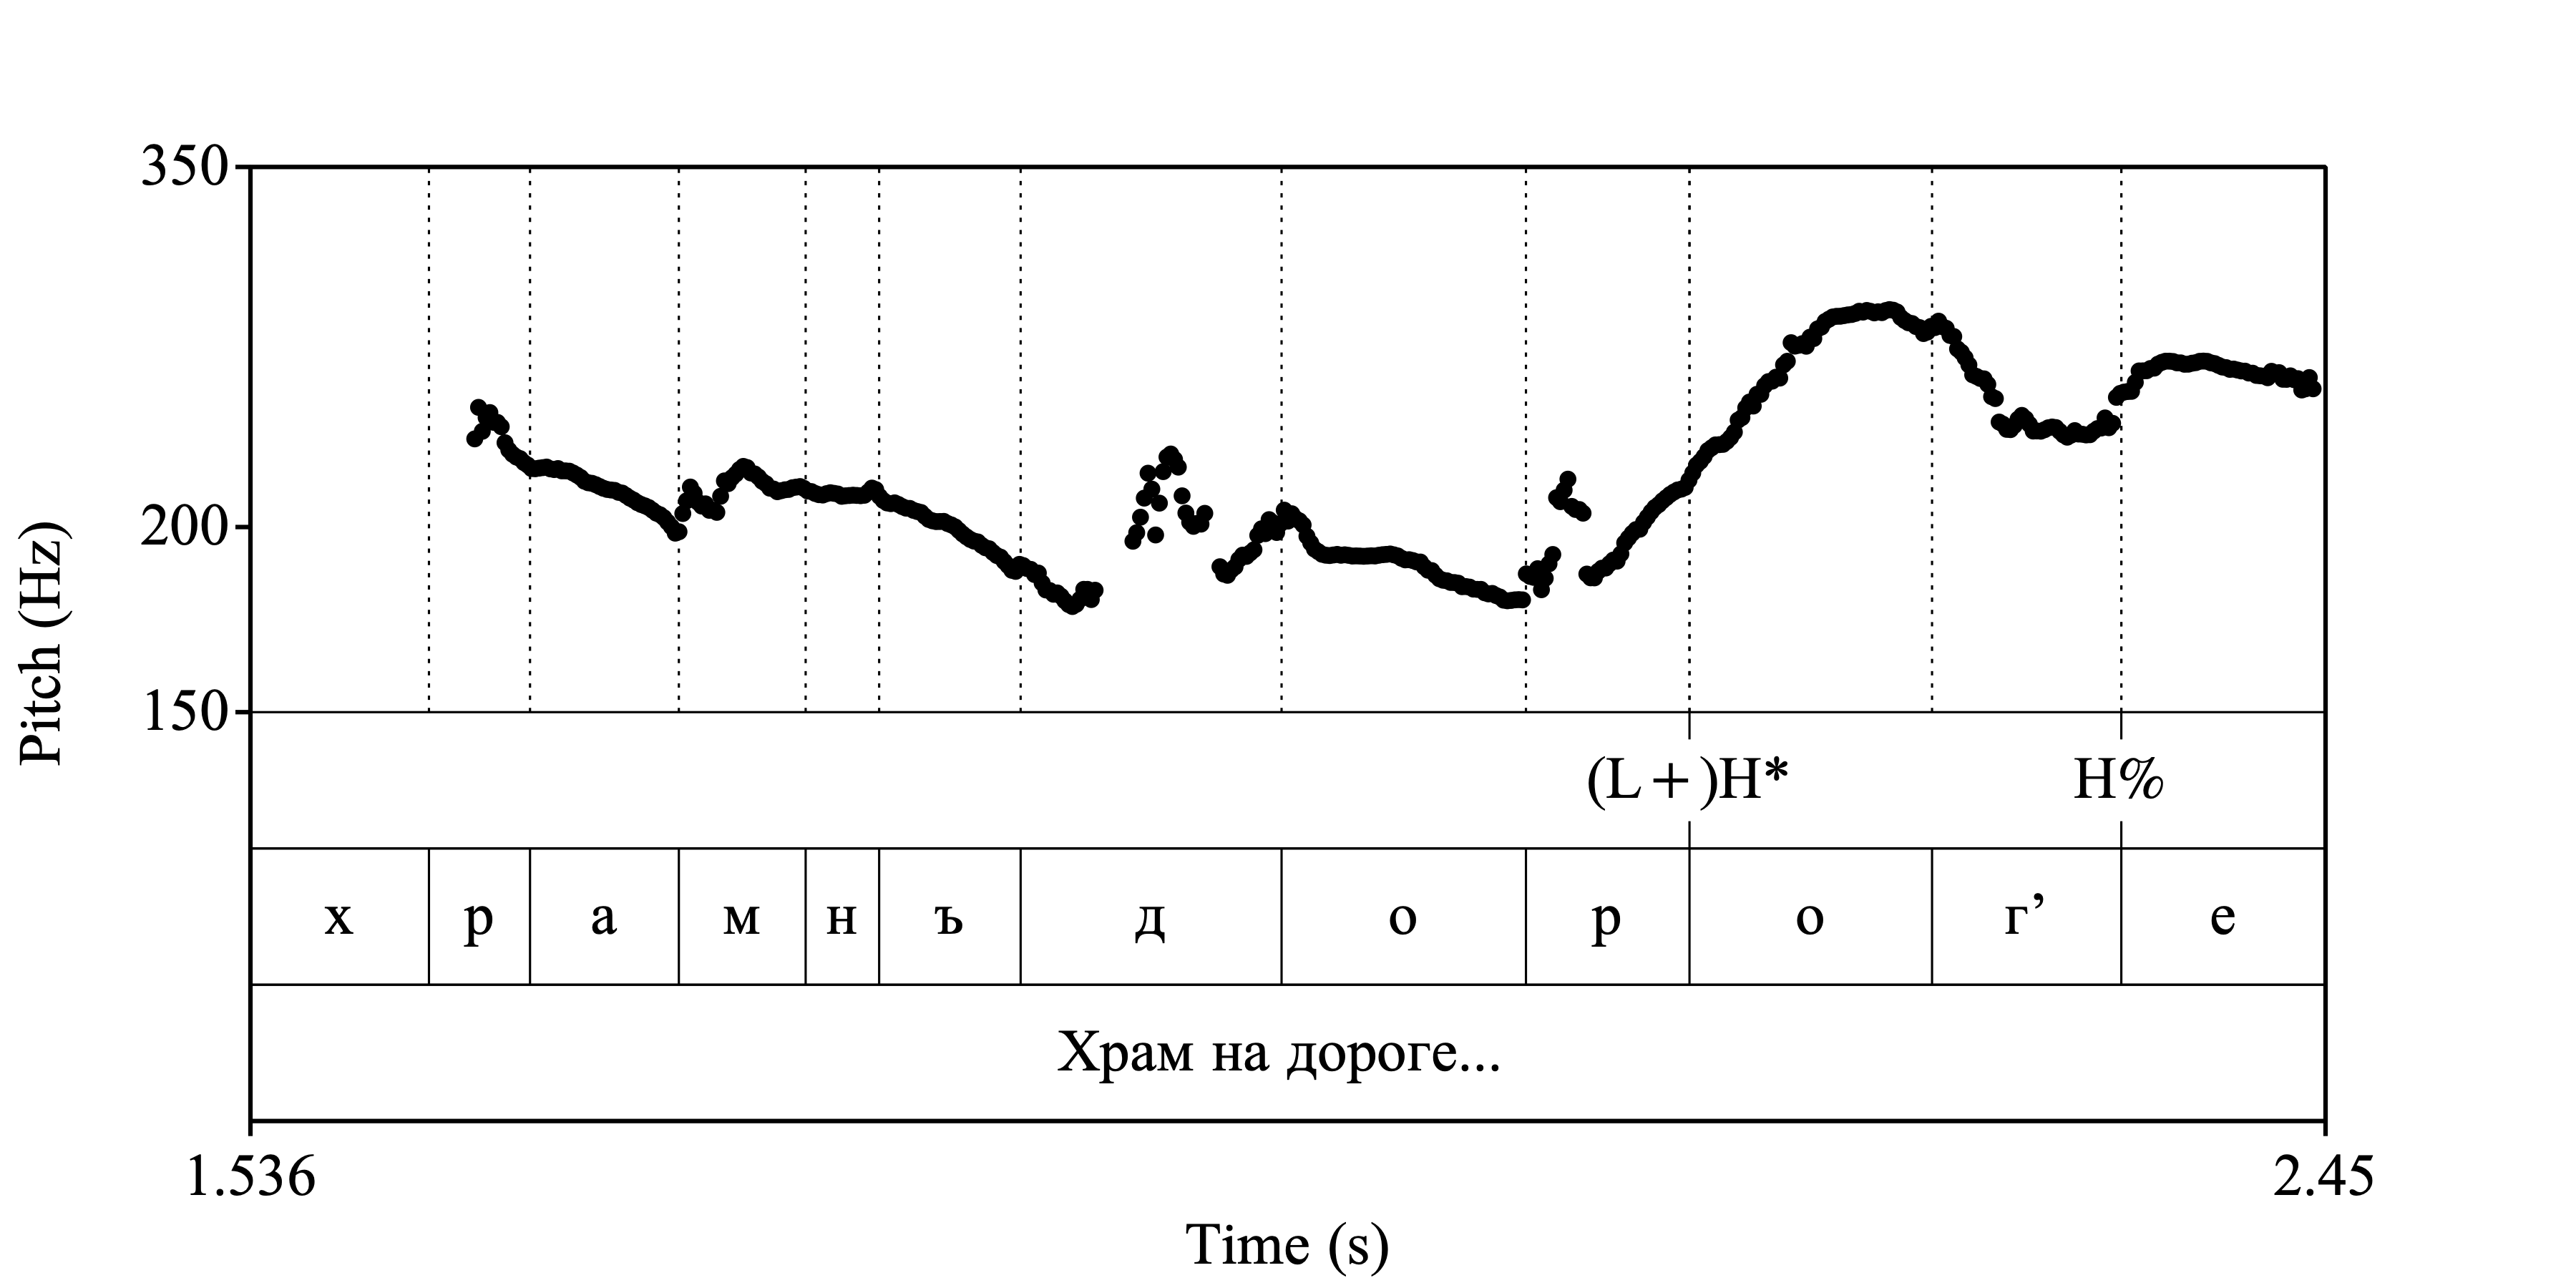 350
200
150
Pitch (Hz)
(L+)H* H%
х р а м н ъ д о р о г’ е
Храм на дороге...
1.536 2.45
Time (s)